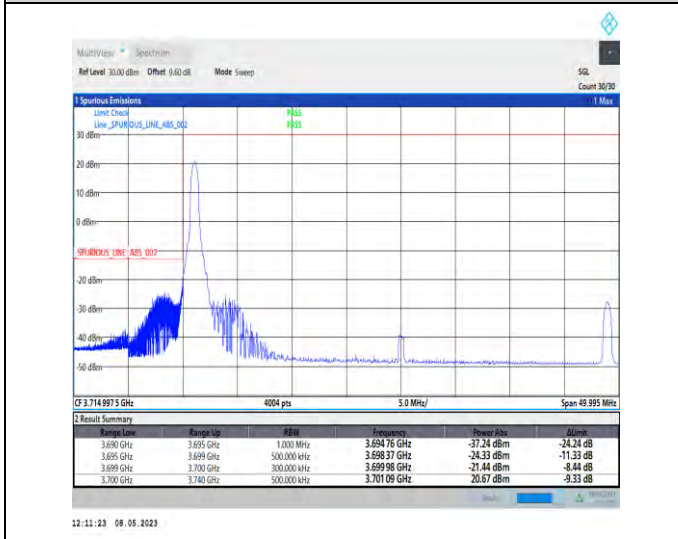 MultiView Spectrum
Ref Level 30.00 dBm Offset 9.60 dB Mode Sweep SGL
Count 30/30
1 Spurious Emissions 1 Max
Limit Check PASS
Line _SPURIOUS_LINE_ABS_002 PASS
30 dBm
20 dBm
10 dBm
0 dBm
_SPURIOUS_LINE_ABS_002
-20 dBm
-30 dBm
-40 dBm
-50 dBm
CF 3.714 997 5 GHz 4004 pts 5.0 MHz/ Span 49.995 MHz
2 Result Summary
Range Low Range Up RBW Frequency Power Abs ΔLimit
3.690 GHz 3.695 GHz 1.000 MHz 3.694 76 GHz -37.24 dBm -24.24 dB
3.695 GHz 3.699 GHz 500.000 kHz 3.698 37 GHz -24.33 dBm -11.33 dB
3.699 GHz 3.700 GHz 300.000 kHz 3.699 98 GHz -21.44 dBm -8.44 dB
3.700 GHz 3.740 GHz 500.000 kHz 3.701 09 GHz 20.67 dBm -9.33 dB
12:11:23 08.05.2023